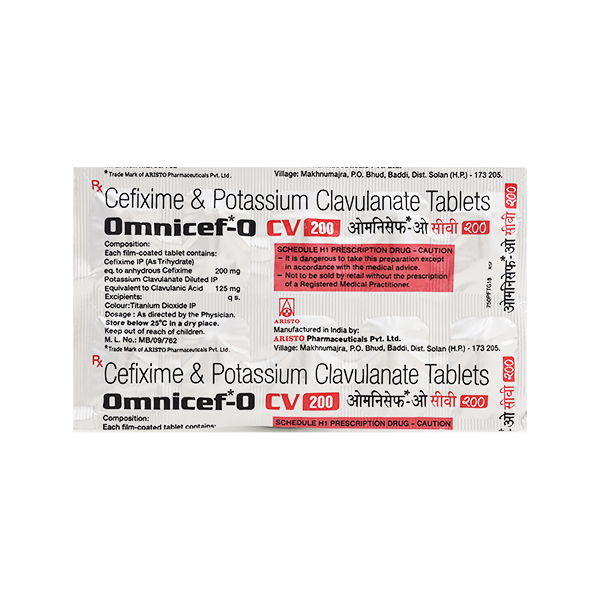 *Trade Mark of ARISTO Pharmaceuticals Pvt. Ltd.
Village: Makhnumajra, P.O. Bhud, Baddi, Dist. Solan (H.P.) - 173 205.
Rx Cefixime & Potassium Clavulanate Tablets
Omnicef*-O CV 200 ओमनिसेफ*-ओ सीवी २००
Composition:
Each film-coated tablet contains:
Cefixime IP (As Trihydrate)
eq. to anhydrous Cefixime 200 mg
Potassium Clavulanate Diluted IP
Equivalent to Clavulanic Acid 125 mg
Excipients: q s.
Colour:Titanium Dioxide IP
Dosage : As directed by the Physician.
Store below 25°C in a dry place.
Keep out of reach of children.
M. L. No.: MB/09/762
*Trade Mark of ARISTO Pharmaceuticals Pvt. Ltd.
SCHEDULE H1 PRESCRIPTION DRUG - CAUTION
– It is dangerous to take this preparation except
in accordance with the medical advice.
– Not to be sold by retail without the prescription
of a Registered Medical Practitioner.
ARISTO
Manufactured in India by:
ARISTO Pharmaceuticals Pvt. Ltd.
Village: Makhnumajra, P.O. Bhud, Baddi, Dist. Solan (H.P.) - 173 205.
ओमनिसेफ*-ओ सीवी २००
Rx Cefixime & Potassium Clavulanate Tablets
Omnicef*-O CV 200 ओमनिसेफ*-ओ सीवी २००
Composition:
Each film-coated tablet contains:
SCHEDULE H1 PRESCRIPTION DRUG - CAUTION